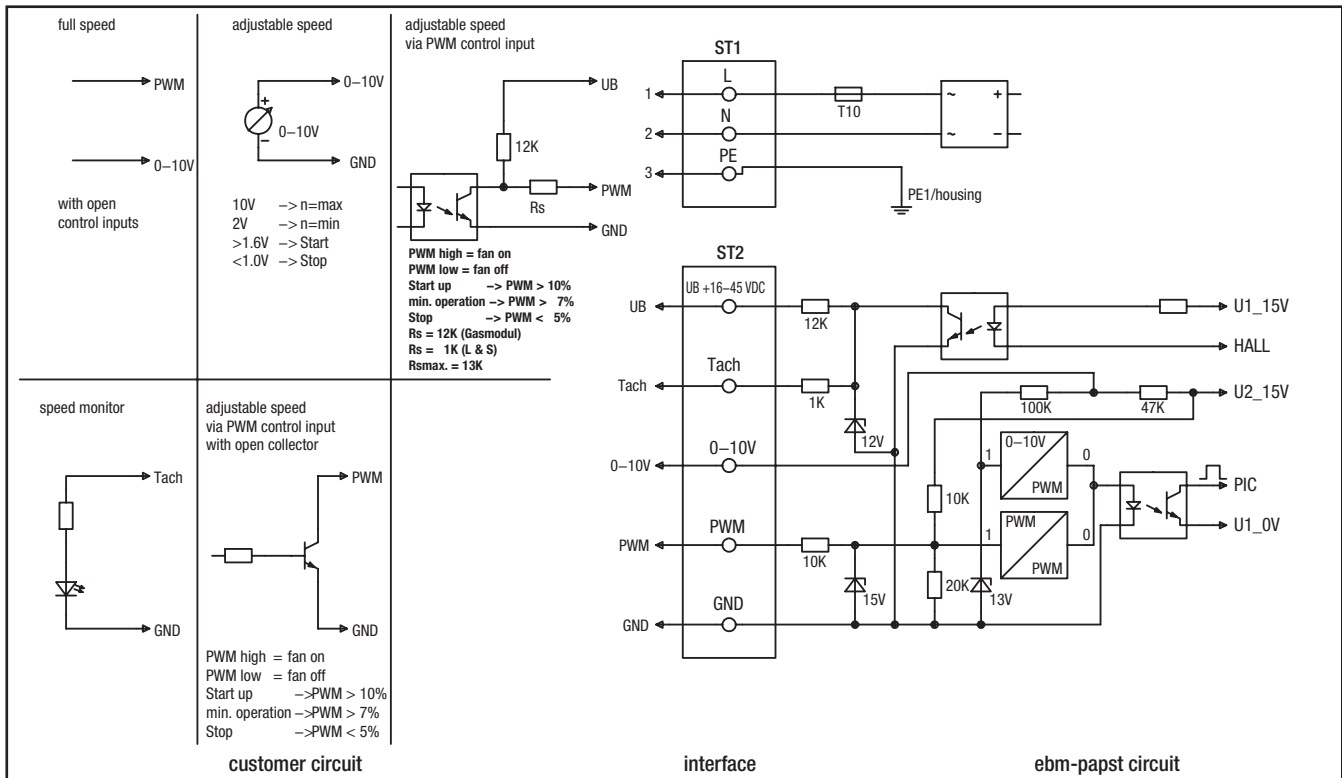 full speed
PWM
0–10V
with open
control inputs
adjustable speed
0–10V
+
0–10V
–
GND
10V –> n=max
2V –> n=min
>1.6V –> Start
<1.0V –> Stop
adjustable speed
via PWM control input
UB
12K
PWM
Rs
GND
PWM high = fan on
PWM low = fan off
Start up –> PWM > 10%
min. operation –> PWM > 7%
Stop –> PWM < 5%
Rs = 12K (Gasmodul)
Rs = 1K (L & S)
Rsmax. = 13K
speed monitor
Tach
GND
adjustable speed
via PWM control input
with open collector
PWM
GND
PWM high = fan on
PWM low = fan off
Start up –>PWM > 10%
min. operation –>PWM > 7%
Stop –>PWM < 5%
customer circuit
ST1
L
1
T10
~ +
N
2
~ –
PE
3
PE1/housing
ST2
UB +16–45 VDC
UB
12K
U1_15V
HALL
Tach
Tach
1K
100K
47K
U2_15V
12V
0–10V
0–10V
1
0–10V
PWM
0
10K
PIC
PWM
PWM
10K
1
PWM
PWM
0
U1_0V
15V
20K
13V
GND
GND
interface
ebm-papst circuit